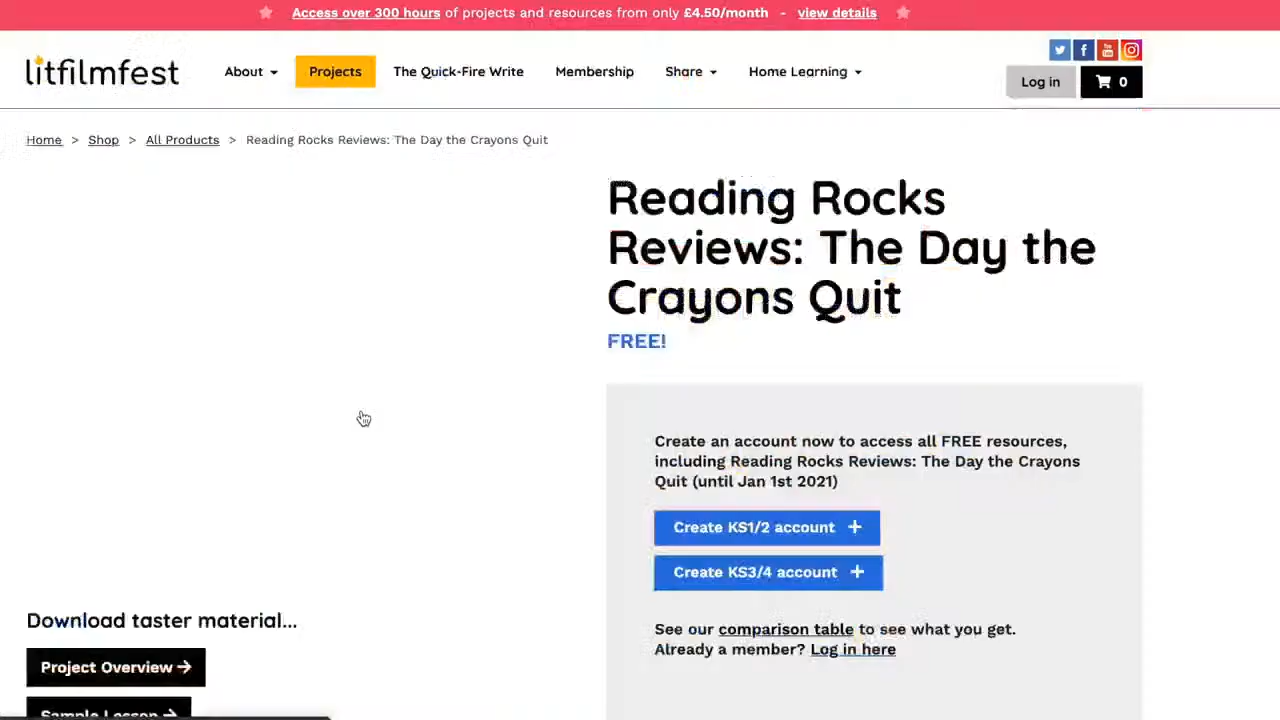 Access over 300 hours of projects and resources from only £4.50/month - view details
litfilmfest
About
Projects
The Quick-Fire Write
Membership
Share
Home Learning
Log in
0
Home > Shop > All Products > Reading Rocks Reviews: The Day the Crayons Quit
Reading Rocks
Reviews: The Day the
Crayons Quit
FREE!
Create an account now to access all FREE resources,
including Reading Rocks Reviews: The Day the Crayons
Quit (until Jan 1st 2021)
Create KS1/2 account +
Create KS3/4 account +
See our comparison table to see what you get.
Already a member? Log in here
Download taster material...
Project Overview →
Sample Lesson →